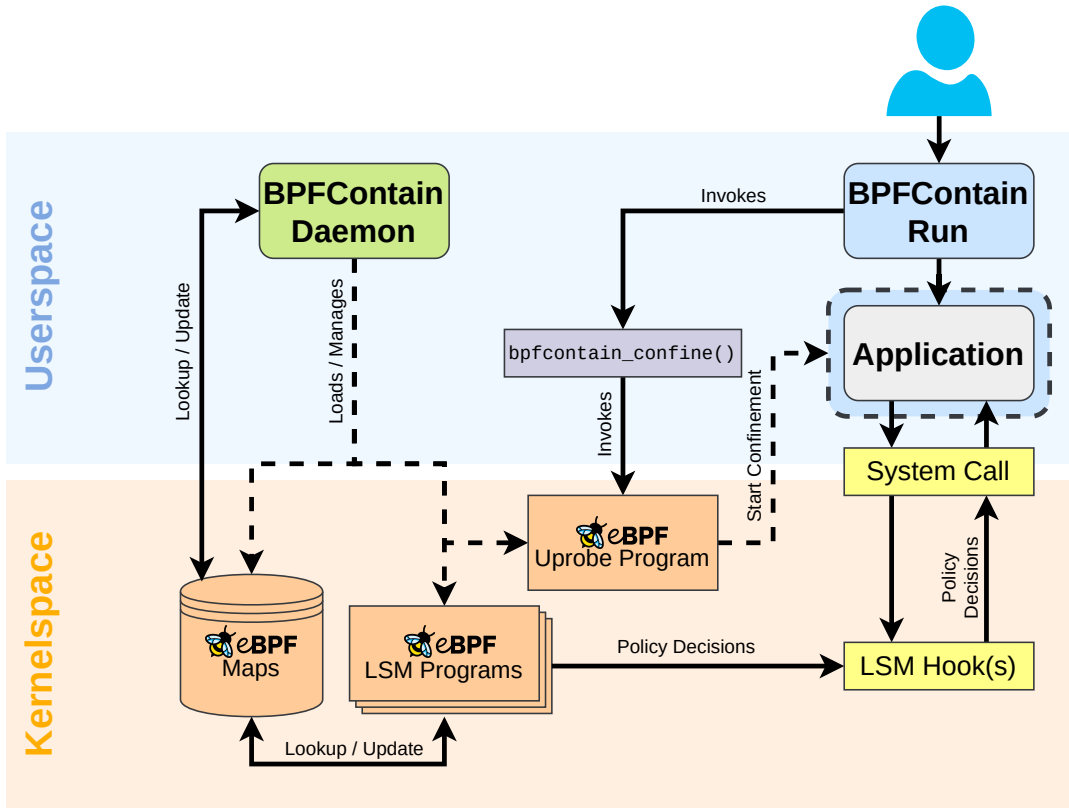 Userspace
BPFContain
Daemon
BPFContain
Run
Invokes
Lookup / Update
Loads / Manages
bpfcontain_confine()
Application
Invokes
Start Confinement
System Call
Kernelspace
eBPF
Uprobe Program
Policy
Decisions
eBPF
Maps
eBPF
LSM Programs
Policy Decisions
LSM Hook(s)
Lookup / Update